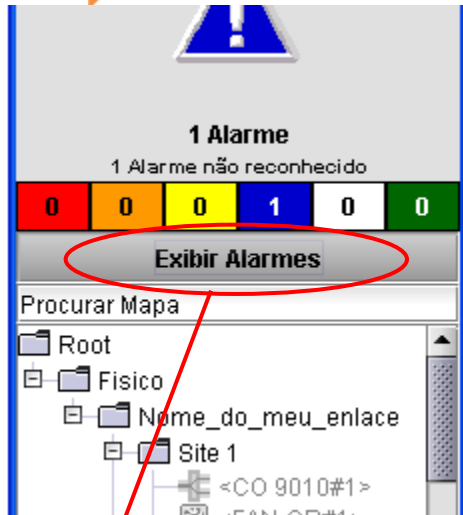 1 Alarme
1 Alarme não reconhecido
0 0 0 1 0 0
Exibir Alarmes
Procurar Mapa
Root
Fisico
Nome_do_meu_enlace
Site 1
<CO 9010#1>